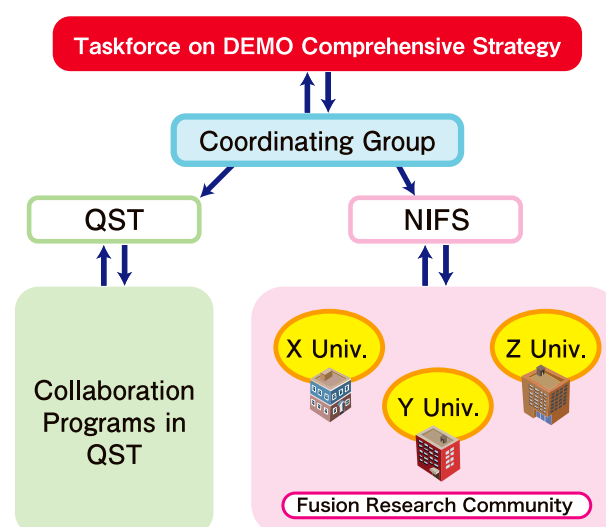 Taskforce on DEMO Comprehensive Strategy
Coordinating Group
QST
NIFS
Collaboration
Programs in
QST
X Univ.
Z Univ.
Y Univ.
Fusion Research Community